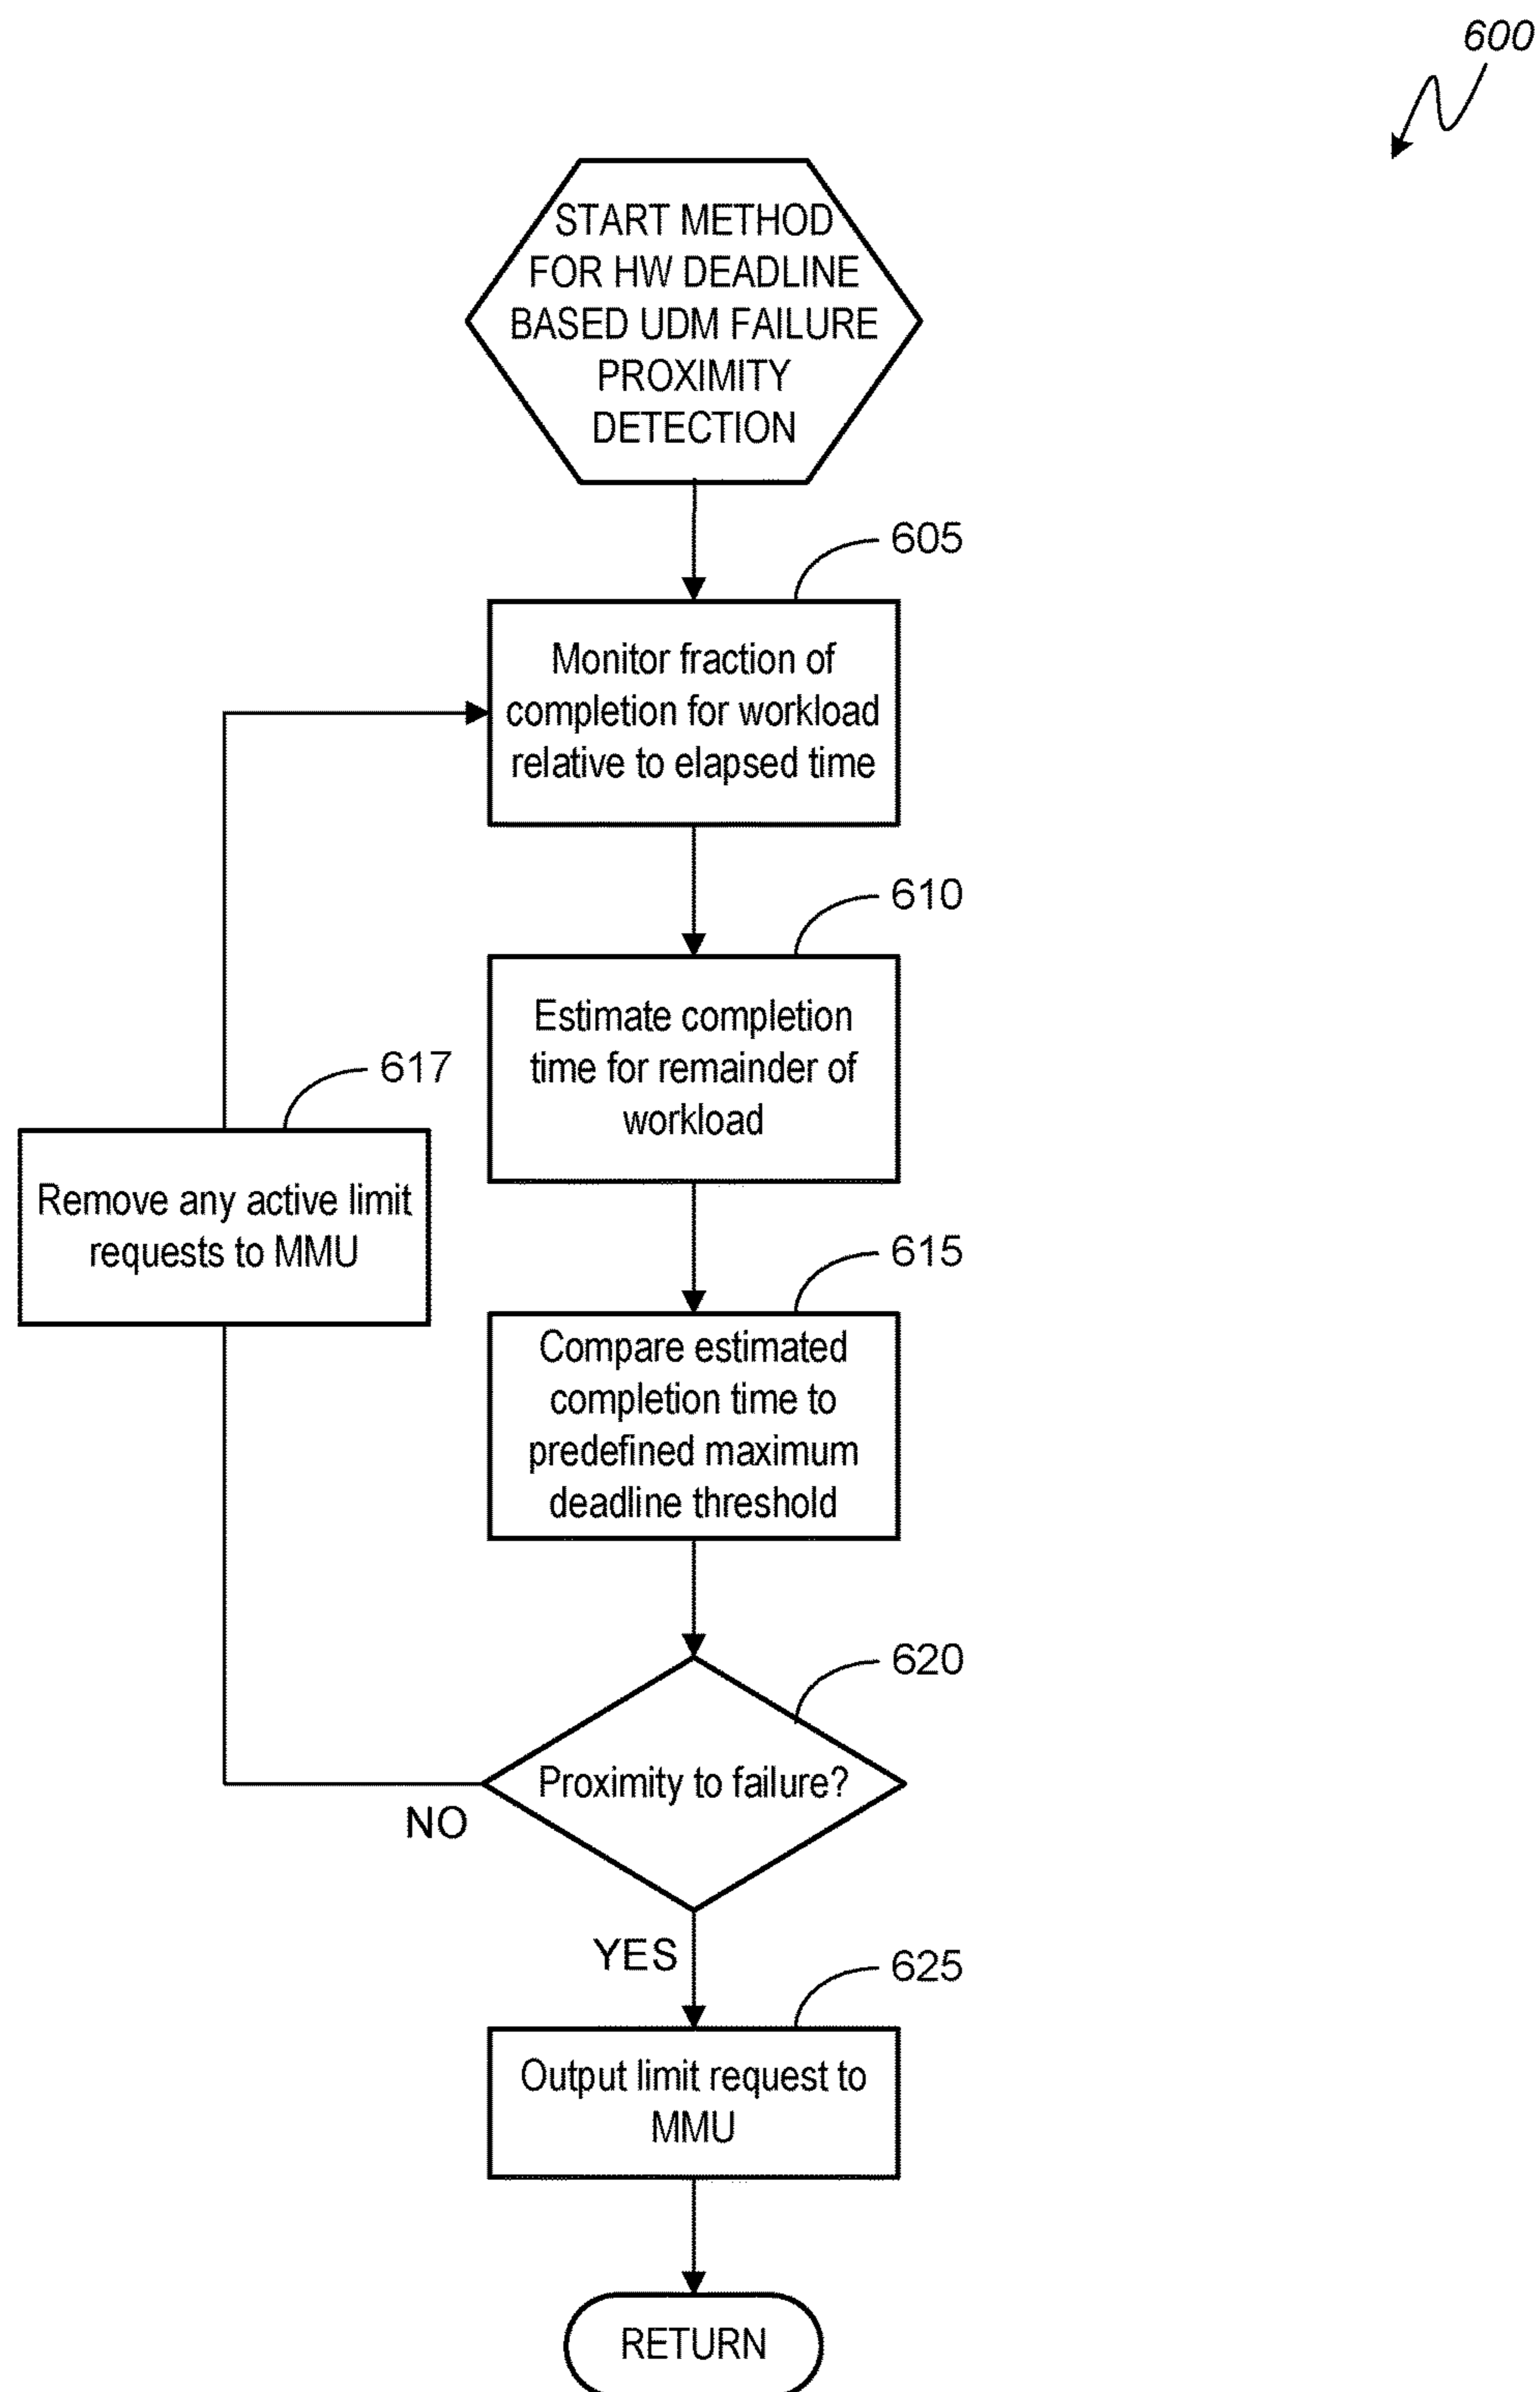 600
START METHOD
FOR HW DEADLINE
BASED UDM FAILURE
PROXIMITY
DETECTION
605
Monitor fraction of
completion for workload
relative to elapsed time
610
Estimate completion
time for remainder of
workload
617
Remove any active limit
requests to MMU
615
Compare estimated
completion time to
predefined maximum
deadline threshold
620
Proximity to failure?
NO
YES
625
Output limit request to
MMU
RETURN